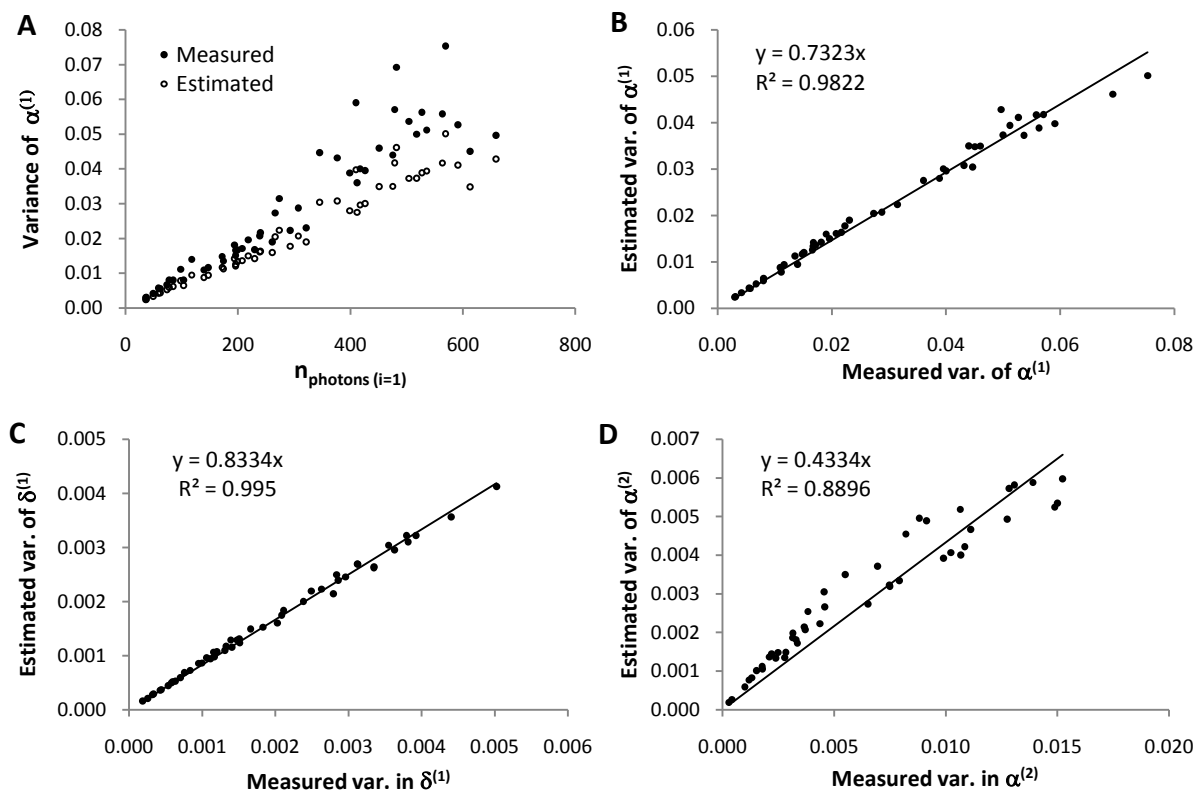 A
0.08
0.07
0.06
0.05
0.04
0.03
0.02
0.01
0.00
Variance of α(1)
Measured
Estimated
0 200 400 600 800
nphotons (i=1)
B
0.06
0.05
0.04
0.03
0.02
0.01
0.00
Estimated var. of α(1)
y = 0.7323x
R² = 0.9822
0.00 0.02 0.04 0.06 0.08
Measured var. of α(1)
C
0.005
0.004
0.003
0.002
0.001
0.000
Estimated var. of δ(1)
y = 0.8334x
R² = 0.995
0.000 0.001 0.002 0.003 0.004 0.005 0.006
Measured var. in δ(1)
D
0.007
0.006
0.005
0.004
0.003
0.002
0.001
0.000
Estimated var. of α(2)
y = 0.4334x
R² = 0.8896
0.000 0.005 0.010 0.015 0.020
Measured var. in α(2)